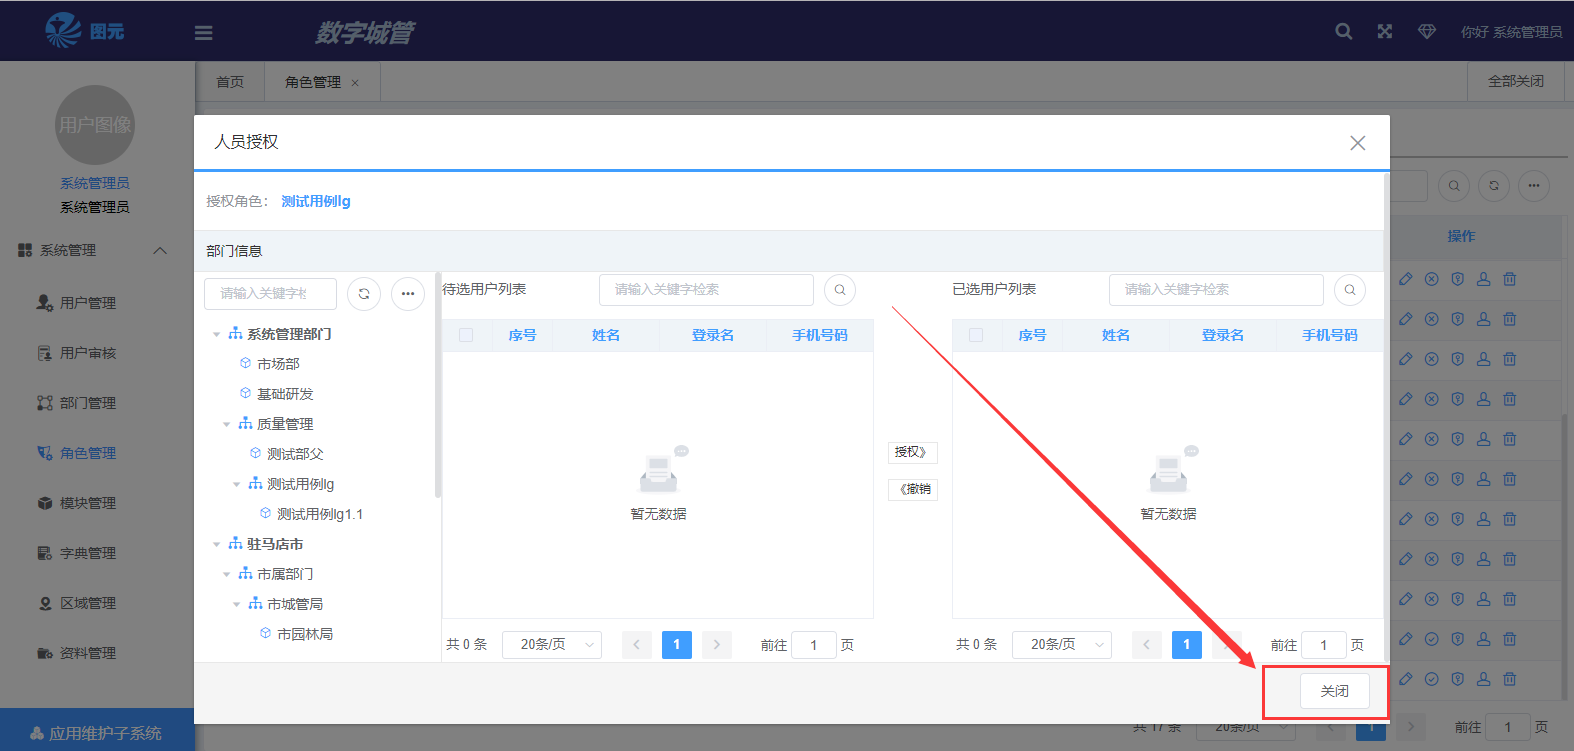 图元
数字城管
你好 系统管理员
首页
角色管理
全部关闭
用户图像
系统管理员
系统管理员
系统管理
用户管理
用户审核
部门管理
角色管理
模块管理
字典管理
区域管理
资料管理
应用维护子系统
人员授权
授权角色： 测试用例lg
部门信息
请输入关键字检
系统管理部门
市场部
基础研发
质量管理
测试部父
测试用例lg
测试用例lg1.1
驻马店市
市属部门
市城管局
市园林局
待选用户列表
请输入关键字检索
序号 姓名 登录名 手机号码
暂无数据
共 0 条 20条/页 1 前往 1 页
授权》
《撤销
已选用户列表
请输入关键字检索
序号 姓名 登录名 手机号码
暂无数据
共 0 条 20条/页 1 前往 1 页
关闭
操作
共 17 条 20条/页 1 前往 1 页